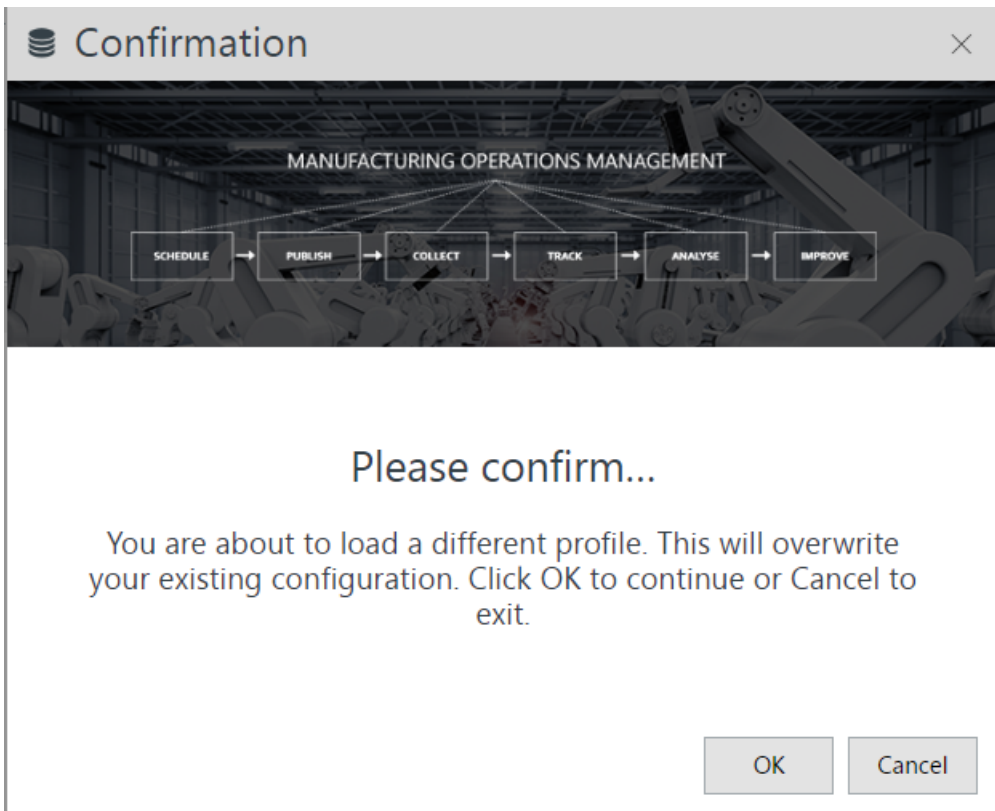 Confirmation
MANUFACTURING OPERATIONS MANAGEMENT
SCHEDULE → PUBLISH → COLLECT → TRACK → ANALYSE → IMPROVE
Please confirm...
You are about to load a different profile. This will overwrite
your existing configuration. Click OK to continue or Cancel to
exit.
OK Cancel